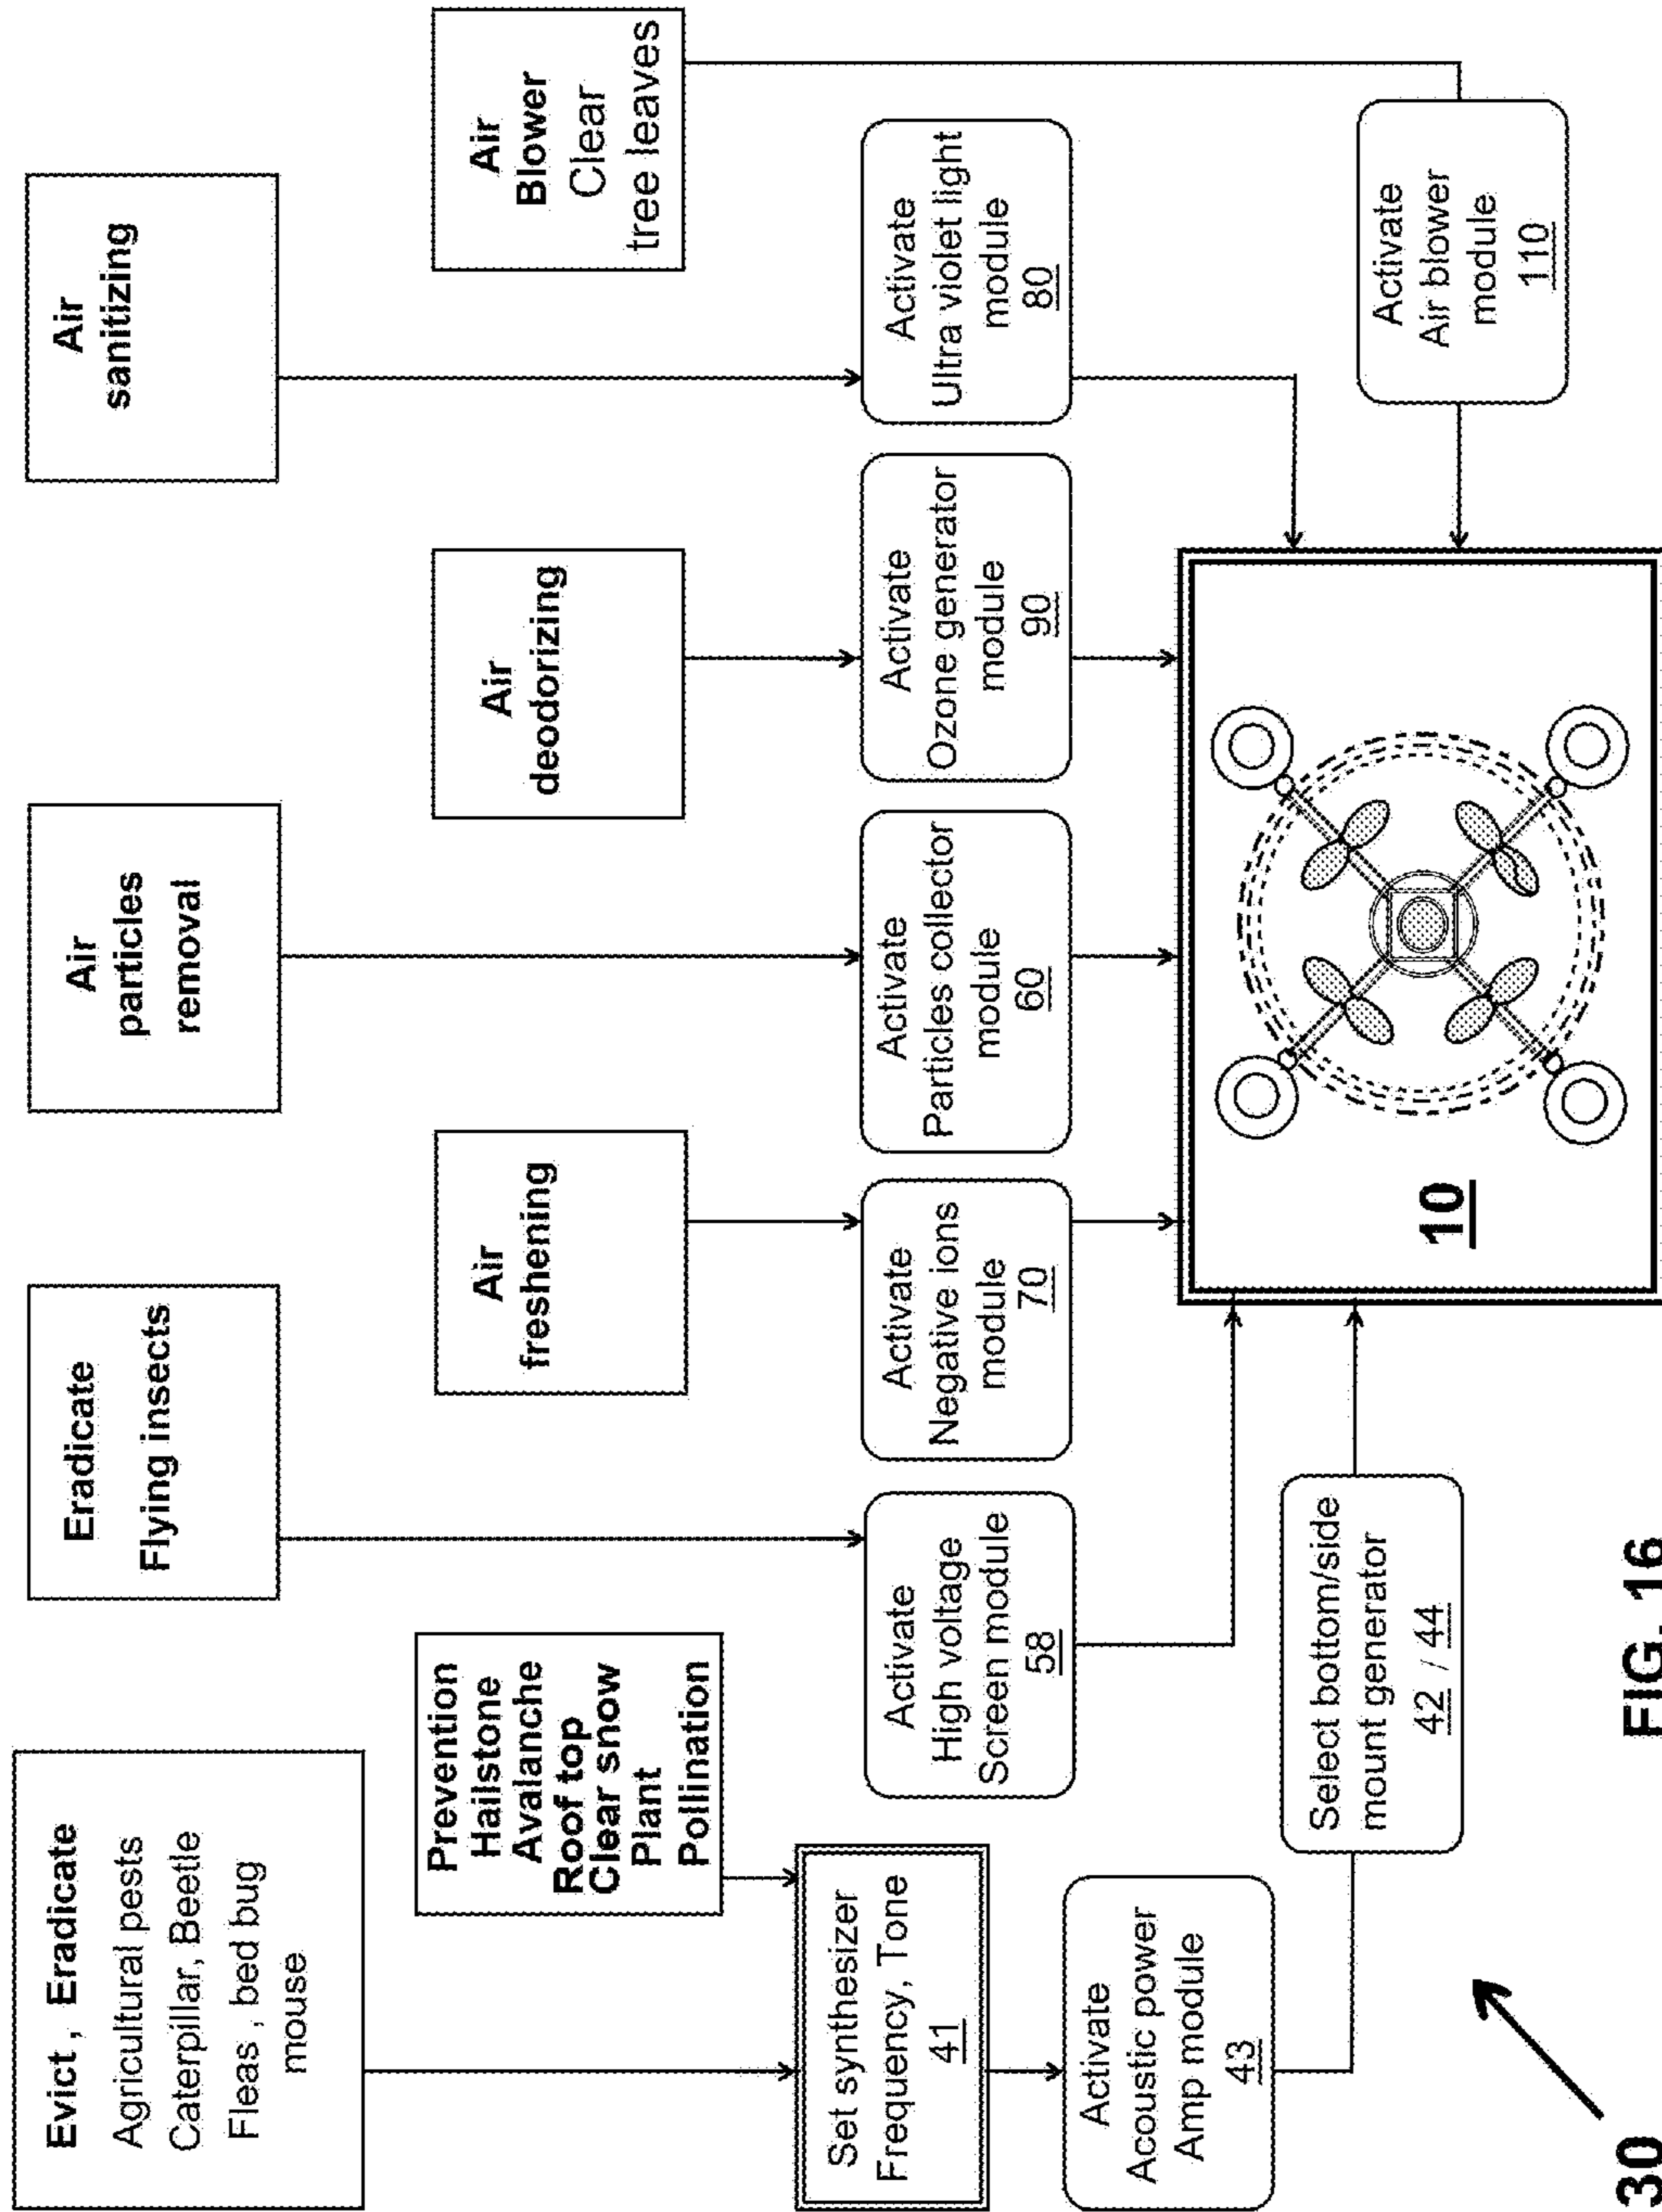 Evict , Eradicate
Agricultural pests
Caterpillar, Beetle
Fleas , bed bug
mouse
Eradicate
Flying insects
Air
particles
removal
Air
sanitizing
Prevention
Hailstone
Avalanche
Roof top
Clear snow
Plant
Pollination
Air
freshening
Air
deodorizing
Air
Blower
Clear
tree leaves
Set synthesizer
Frequency, Tone
41
Activate
High voltage
Screen module
58
Activate
Negative ions
module
70
Activate
Particles collector
module
60
Activate
Ozone generator
module
90
Activate
Ultra violet light
module
80
Activate
Acoustic power
Amp module
43
Select bottom/side
mount generator
42 / 44
10
Activate
Air blower
module
110
30
FIG. 16